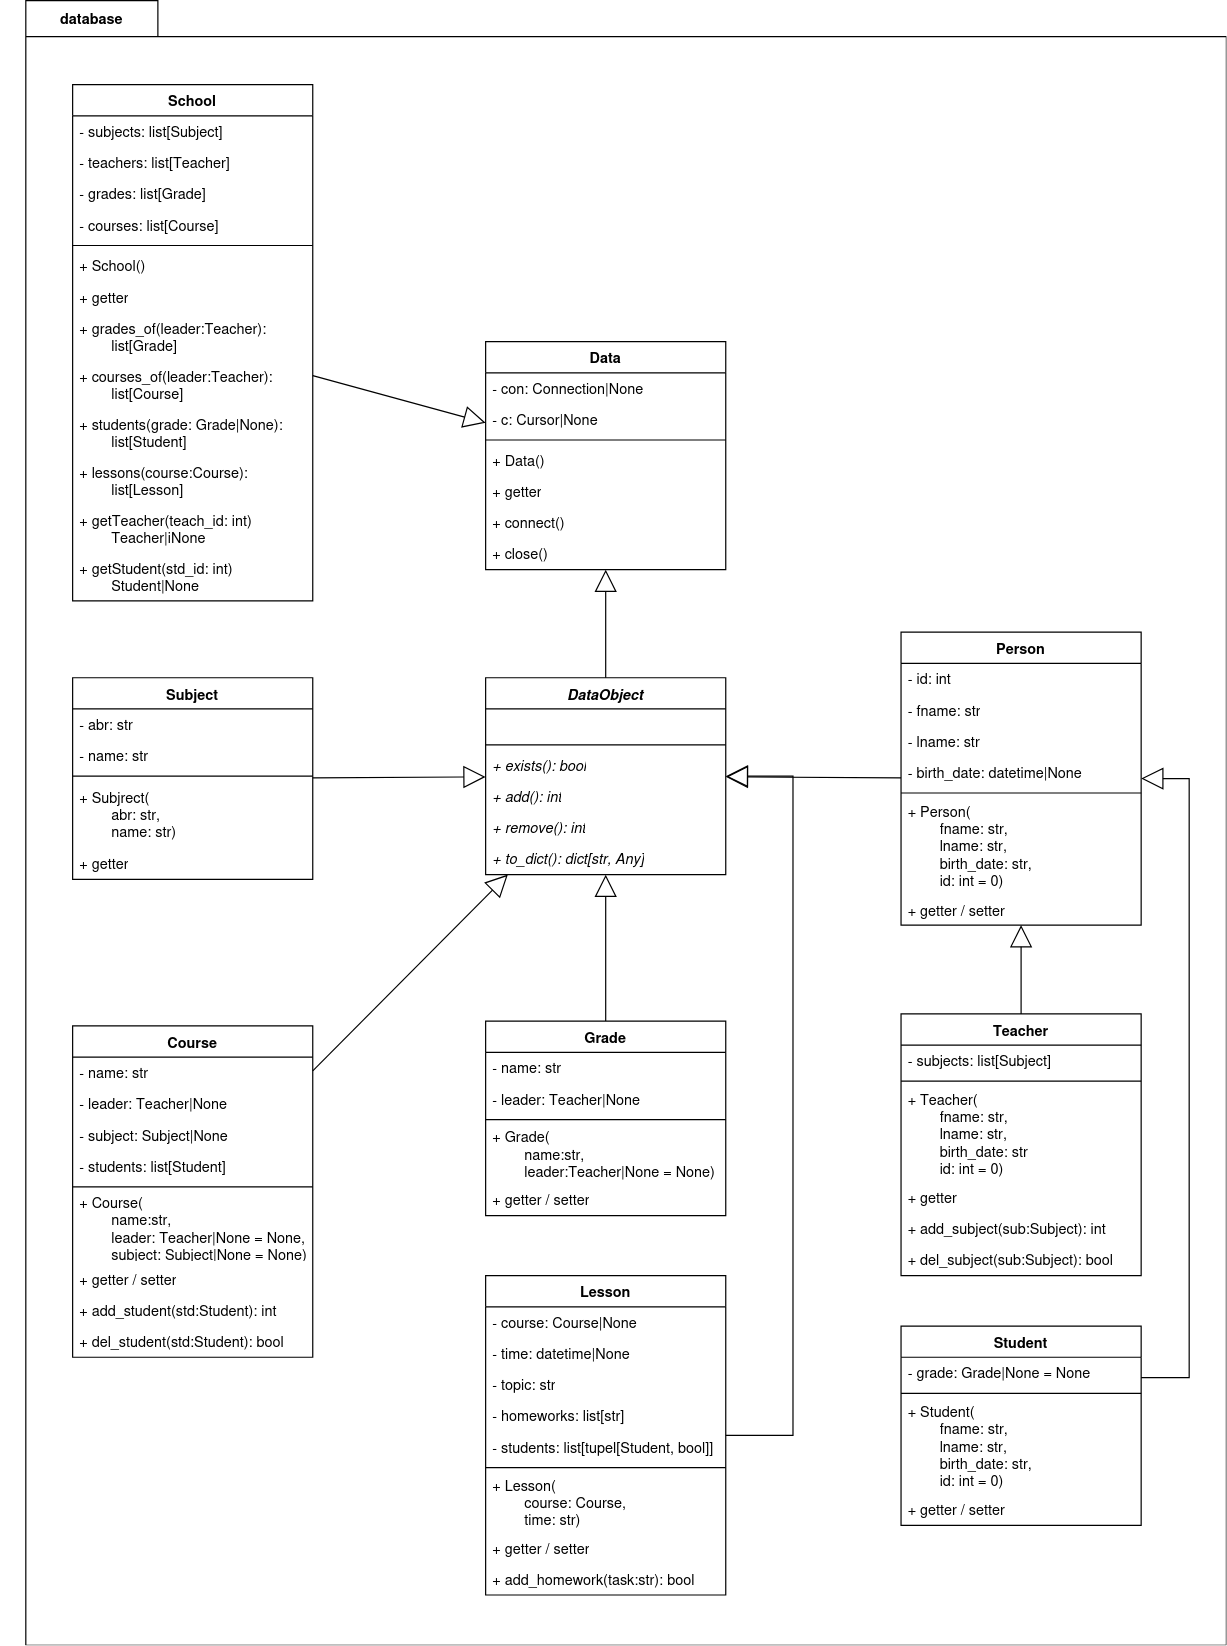 database
School
- subjects: list[Subject]
- teachers: list[Teacher]
- grades: list[Grade]
- courses: list[Course]
+ School()
+ getter
+ grades_of(leader:Teacher):
list[Grade]
+ courses_of(leader:Teacher):
list[Course]
+ students(grade: Grade|None):
list[Student]
+ lessons(course:Course):
list[Lesson]
+ getTeacher(teach_id: int)
Teacher|iNone
+ getStudent(std_id: int)
Student|None
Data
- con: Connection|None
- c: Cursor|None
+ Data()
+ getter
+ connect()
+ close()
Subject
- abr: str
- name: str
+ Subjrect(
abr: str,
name: str)
+ getter
DataObject
+ exists(): bool
+ add(): int
+ remove(): int
+ to_dict(): dict[str, Any]
Person
- id: int
- fname: str
- lname: str
- birth_date: datetime|None
+ Person(
fname: str,
lname: str,
birth_date: str,
id: int = 0)
+ getter / setter
Course
- name: str
- leader: Teacher|None
- subject: Subject|None
- students: list[Student]
+ Course(
name:str,
leader: Teacher|None = None,
subject: Subject|None = None)
+ getter / setter
+ add_student(std:Student): int
+ del_student(std:Student): bool
Grade
- name: str
- leader: Teacher|None
+ Grade(
name:str,
leader:Teacher|None = None)
+ getter / setter
Teacher
- subjects: list[Subject]
+ Teacher(
fname: str,
lname: str,
birth_date: str
id: int = 0)
+ getter
+ add_subject(sub:Subject): int
+ del_subject(sub:Subject): bool
Lesson
- course: Course|None
- time: datetime|None
- topic: str
- homeworks: list[str]
- students: list[tupel[Student, bool]]
+ Lesson(
course: Course,
time: str)
+ getter / setter
+ add_homework(task:str): bool
Student
- grade: Grade|None = None
+ Student(
fname: str,
lname: str,
birth_date: str,
id: int = 0)
+ getter / setter